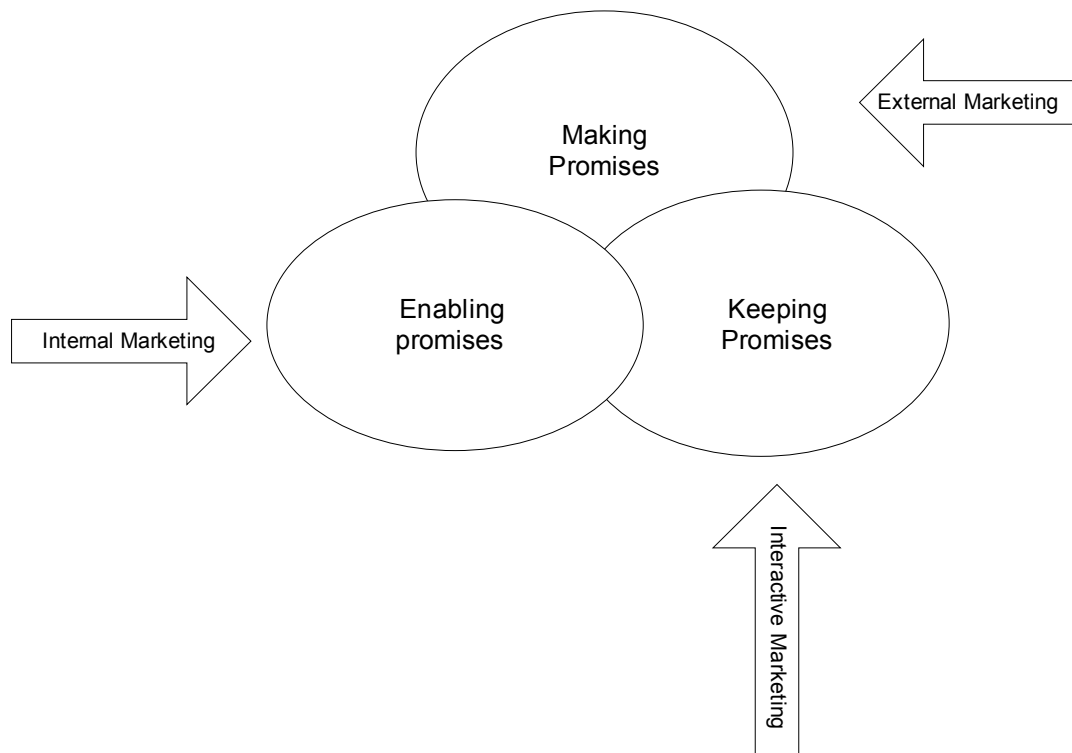 External Marketing
Making
Promises
Enabling
promises
Keeping
Promises
Internal Marketing
Interactive Marketing